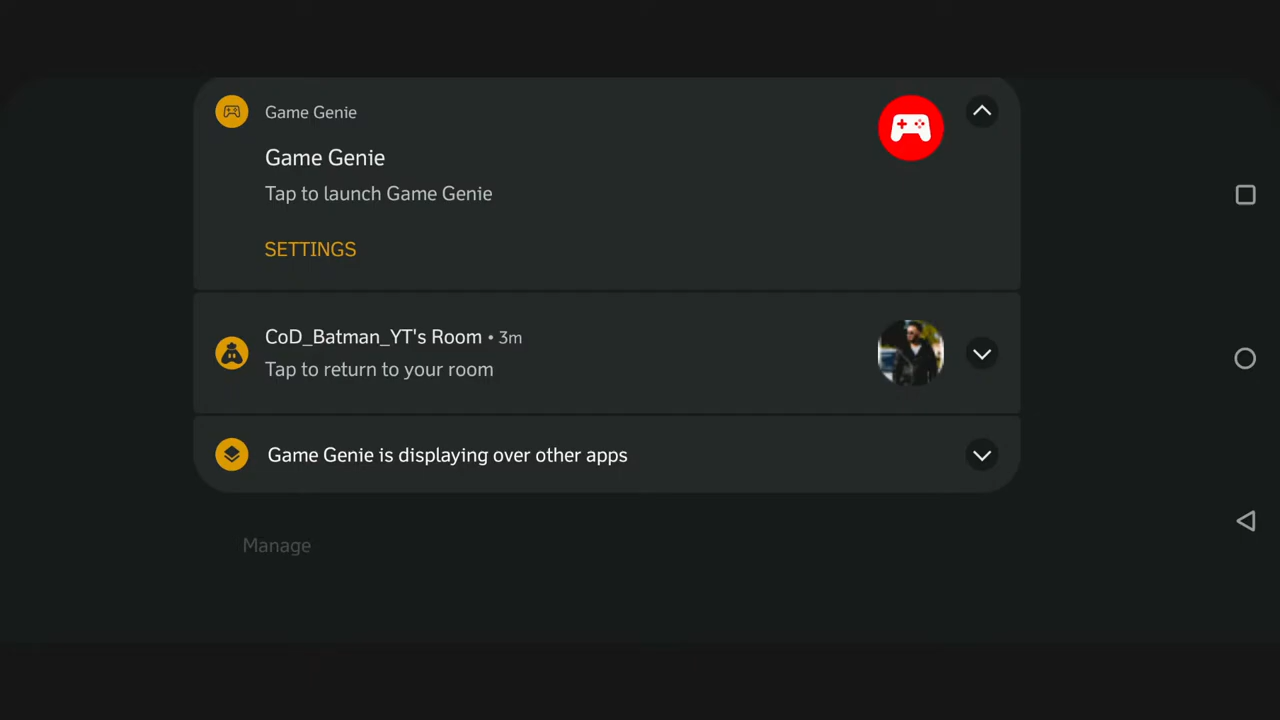 Game Genie
Game Genie
Tap to launch Game Genie
SETTINGS
CoD_Batman_YT's Room • 3m
Tap to return to your room
Game Genie is displaying over other apps
Manage